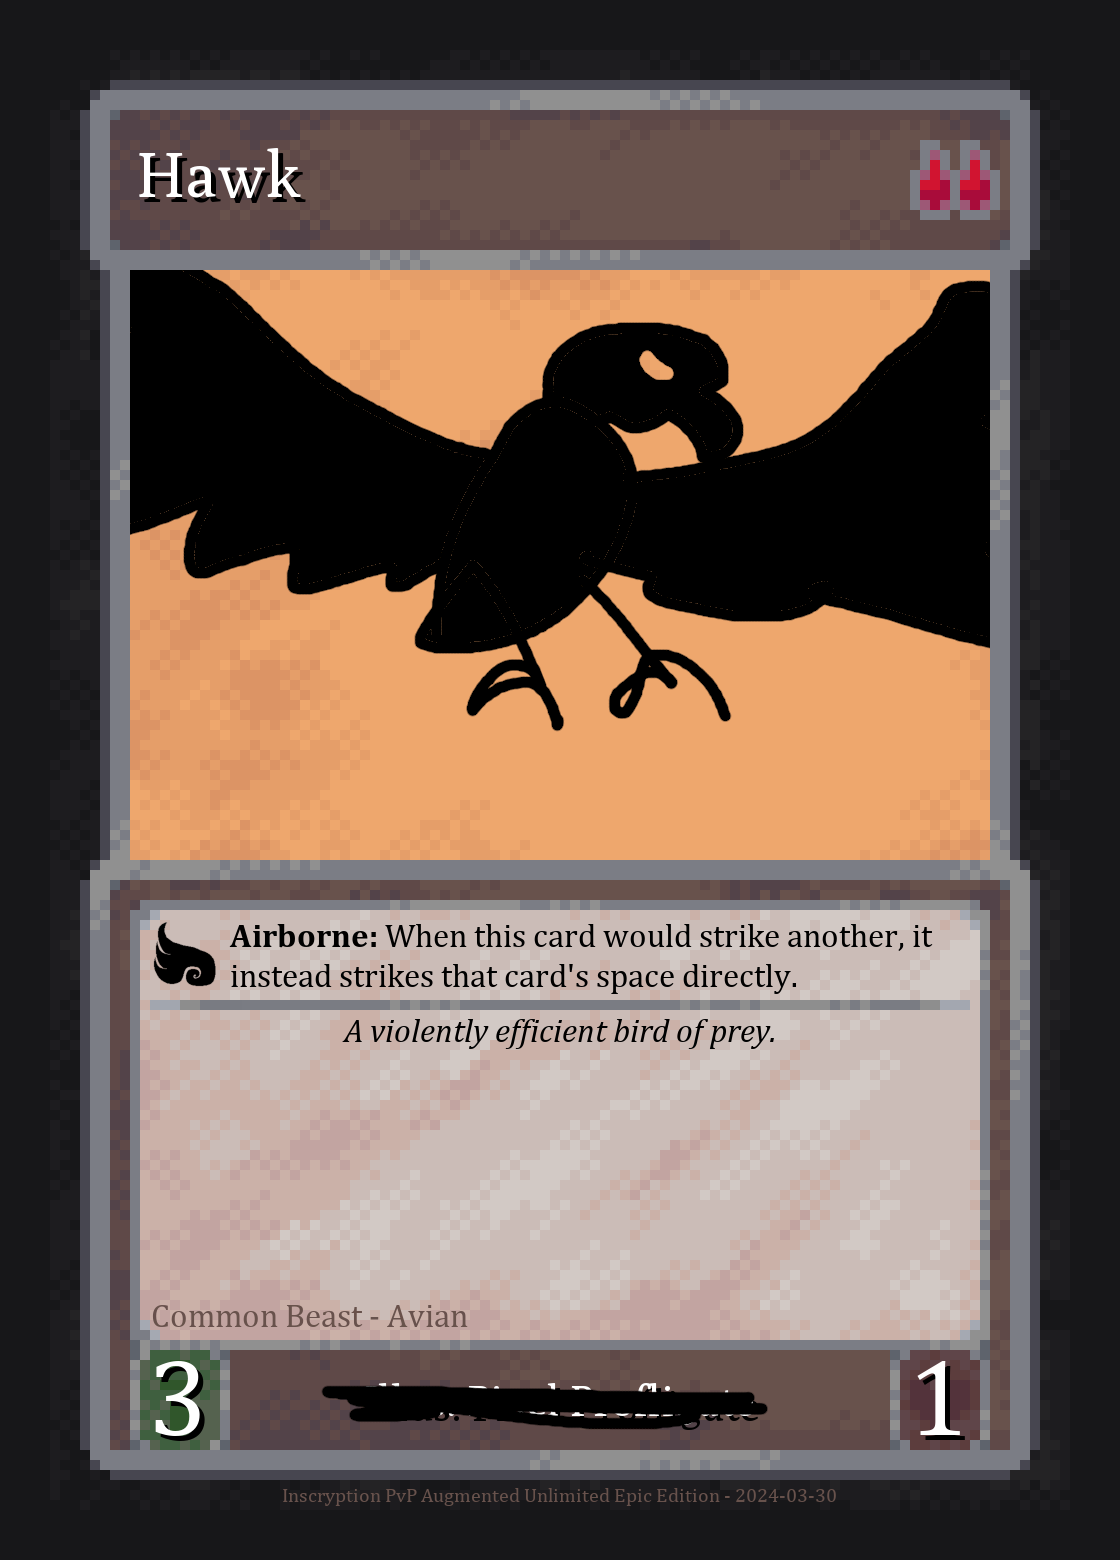 Hawk
Airborne: When this card would strike another, it
instead strikes that card's space directly.
A violently efficient bird of prey.
Common Beast - Avian
3
1
Inscryption PvP Augmented Unlimited Epic Edition - 2024-03-30